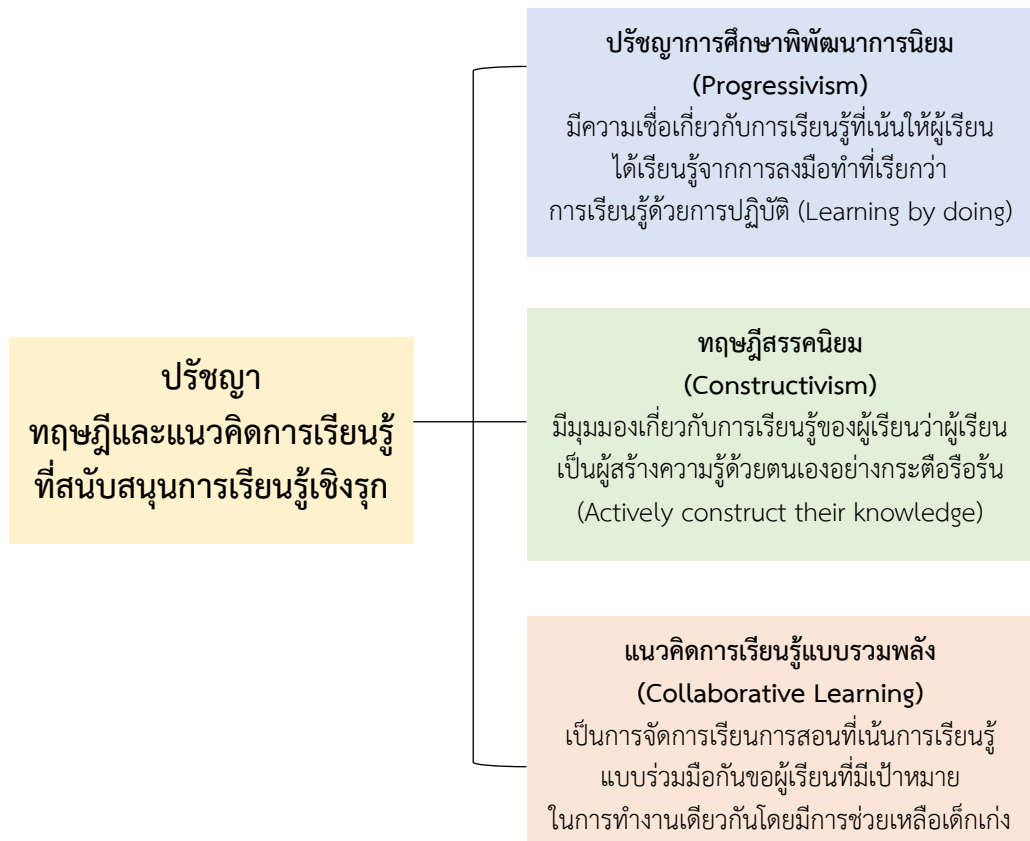 ปรัชญา
ทฤษฎีและแนวคิดการเรียนรู้
ที่สนับสนุนการเรียนรู้เชิงรุก
ปรัชญาการศึกษาพิพัฒนาการนิยม
(Progressivism)
มีความเชื่อเกี่ยวกับการเรียนรู้ที่เน้นให้ผู้เรียน
ได้เรียนรู้จากการลงมือทำที่เรียกว่า
การเรียนรู้ด้วยการปฏิบัติ (Learning by doing)
ทฤษฎีสรรคนิยม
(Constructivism)
มีมุมมองเกี่ยวกับการเรียนรู้ของผู้เรียนว่าผู้เรียน
เป็นผู้สร้างความรู้ด้วยตนเองอย่างกระตือรือร้น
(Actively construct their knowledge)
แนวคิดการเรียนรู้แบบรวมพลัง
(Collaborative Learning)
เป็นการจัดการเรียนการสอนที่เน้นการเรียนรู้
แบบร่วมมือกันขอผู้เรียนที่มีเป้าหมาย
ในการทำงานเดียวกันโดยมีการช่วยเหลือเด็กเก่ง